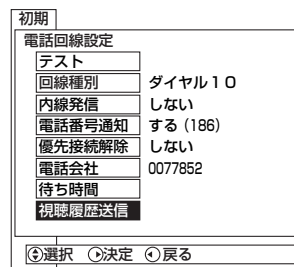 初期
電話回線設定
テスト
回線種別 ダイヤル10
内線発信 しない
電話番号通知 する (186)
優先接続解除 しない
電話会社 0077852
待ち時間
視聴履歴送信
選択 決定 戻る